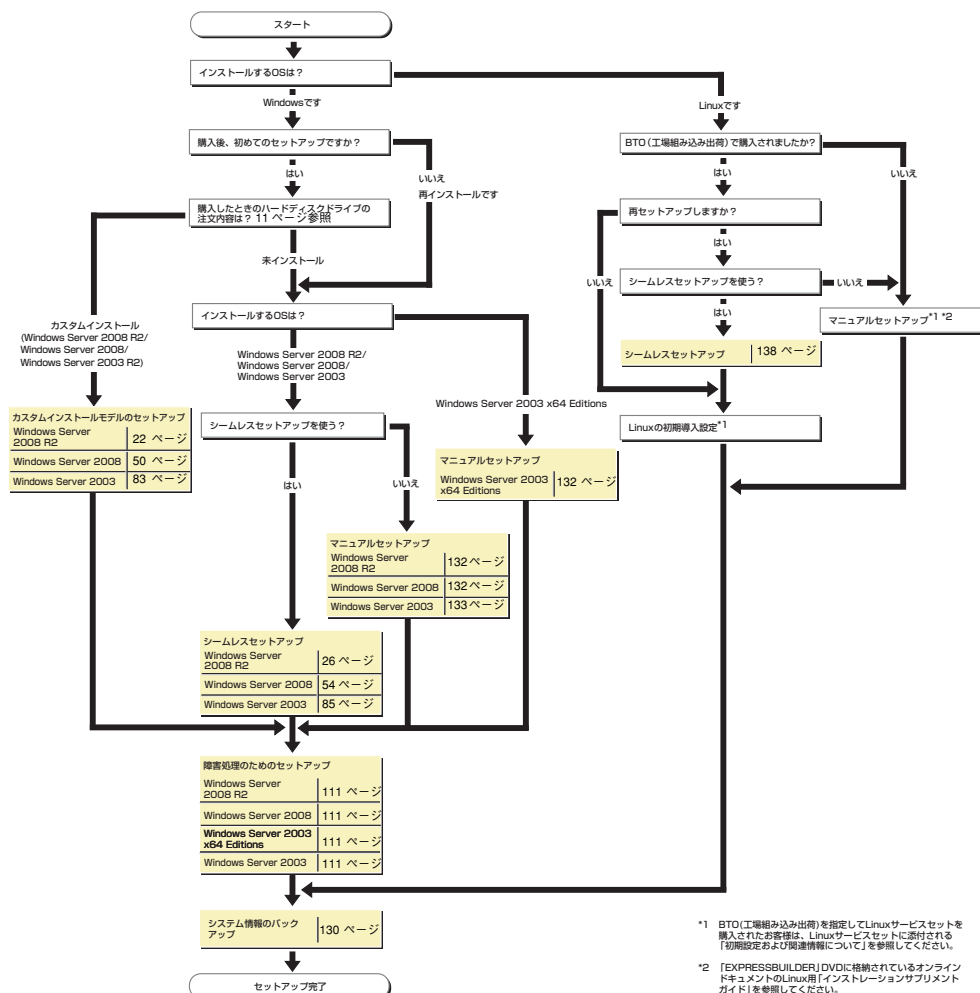 スタート
インストールするOSは？
Windowsです
Linuxです
購入後、初めてのセットアップですか？
BTO(工場組み込み出荷)で購入されましたか？
はい
いいえ
再インストールです
はい
いいえ
購入したときのハードディスクドライブの
注文内容は？ 11 ページ参照
再セットアップしますか？
未インストール
はい
いいえ
シームレスセットアップを使う？
いいえ
インストールするOSは？
はい
マニュアルセットアップ*1 *2
カスタムインストール
(Windows Server 2008 R2/
Windows Server 2008/
Windows Server 2003 R2)
Windows Server 2008 R2/
Windows Server 2008/
Windows Server 2003
シームレスセットアップ 138 ページ
Windows Server 2003 x64 Editions
カスタムインストールモデルのセットアップ
Windows Server
2008 R2 22 ページ
Windows Server 2008 50 ページ
Windows Server 2003 83 ページ
シームレスセットアップを使う？
Linuxの初期導入設定*1
はい
いいえ
マニュアルセットアップ
Windows Server 2003
x64 Editions 132 ページ
マニュアルセットアップ
Windows Server
2008 R2 132ページ
Windows Server 2008 132ページ
Windows Server 2003 133ページ
シームレスセットアップ
Windows Server
2008 R2 26 ページ
Windows Server 2008 54 ページ
Windows Server 2003 85 ページ
障害処理のためのセットアップ
Windows Server
2008 R2 111 ページ
Windows Server 2008 111 ページ
Windows Server 2003
x64 Editions 111 ページ
Windows Server 2003 111 ページ
システム情報のバック
アップ 130 ページ
セットアップ完了
*1 BTO(工場組み込み出荷)を指定してLinuxサービスセットを
購入されたお客様は、Linuxサービスセットに添付される
「初期設定および関連情報について」を参照してください。
*2 「EXPRESSBUILDER」DVDに格納されているオンライン
ドキュメントのLinux用「インストレーションサプリメント
ガイド」を参照してください。